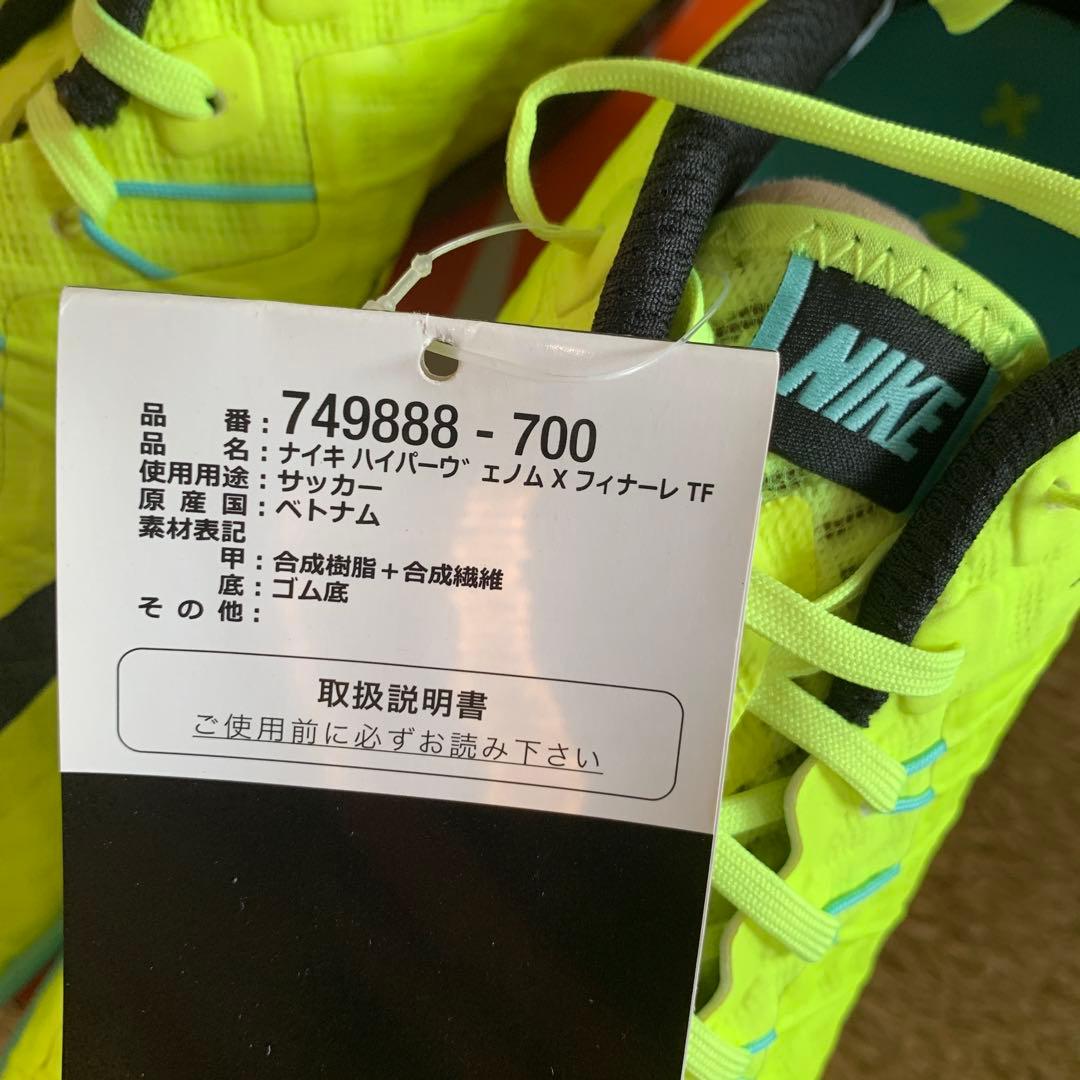 NIKE
品 番 : 749888 - 700
品 名 : ナイキ ハイパーヴェノム X フィナーレ TF
使用用途 : サッカー
原 産 国 : ベトナム
素材表記
甲 : 合成樹脂+合成繊維
底 : ゴム底
そ の 他 :
取扱説明書
ご使用前に必ずお読み下さい